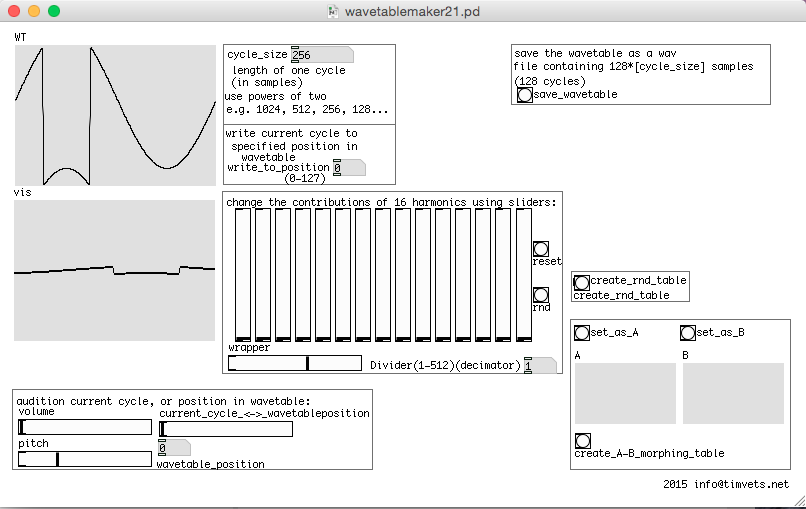 wavetablemaker21.pd
WT
cycle_size 256
length of one cycle
(in samples)
use powers of two
e.g. 1024, 512, 256, 128...
write current cycle to
specified position in
wavetable
write_to_position 0
(0-127)
save the wavetable as a wav
file containing 128*[cycle_size] samples
(128 cycles)
save_wavetable
vis
change the contributions of 16 harmonics using sliders:
reset
rnd
wrapper
Divider(1-512)(decimator) 1
create_rnd_table
create_rnd_table
set_as_A
set_as_B
A
B
create_A-B_morphing_table
audition current cycle, or position in wavetable:
volume
current_cycle_<->_wavetableposition
pitch
0
wavetable_position
2015 info@timvets.net